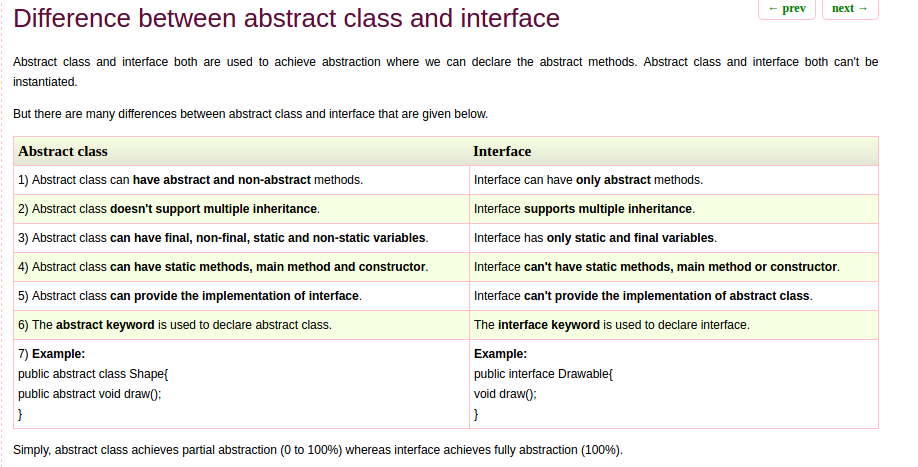 Difference between abstract class and interface
← prev next →
Abstract class and interface both are used to achieve abstraction where we can declare the abstract methods. Abstract class and interface both can't be
instantiated.
But there are many differences between abstract class and interface that are given below.
Abstract class Interface
1) Abstract class can have abstract and non-abstract methods. Interface can have only abstract methods.
2) Abstract class doesn't support multiple inheritance. Interface supports multiple inheritance.
3) Abstract class can have final, non-final, static and non-static variables. Interface has only static and final variables.
4) Abstract class can have static methods, main method and constructor. Interface can't have static methods, main method or constructor.
5) Abstract class can provide the implementation of interface. Interface can't provide the implementation of abstract class.
6) The abstract keyword is used to declare abstract class. The interface keyword is used to declare interface.
7) Example:
public abstract class Shape{
public abstract void draw();
}
Example:
public interface Drawable{
void draw();
}
Simply, abstract class achieves partial abstraction (0 to 100%) whereas interface achieves fully abstraction (100%).